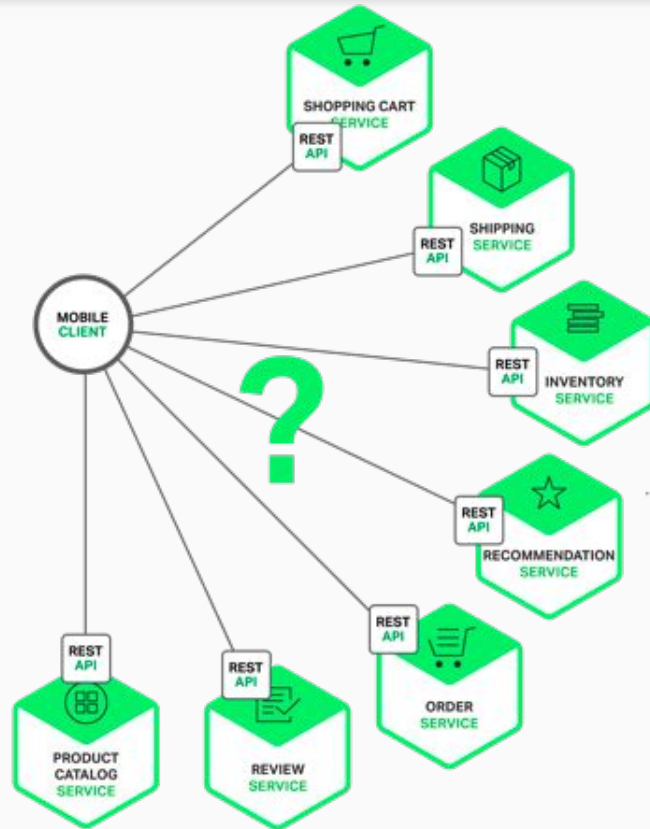 SHOPPING CART
SERVICE
REST
API
SHIPPING
SERVICE
REST
API
MOBILE
CLIENT
INVENTORY
SERVICE
REST
API
?
RECOMMENDATION
SERVICE
REST
API
ORDER
SERVICE
REST
API
REVIEW
SERVICE
REST
API
PRODUCT
CATALOG
SERVICE
REST
API